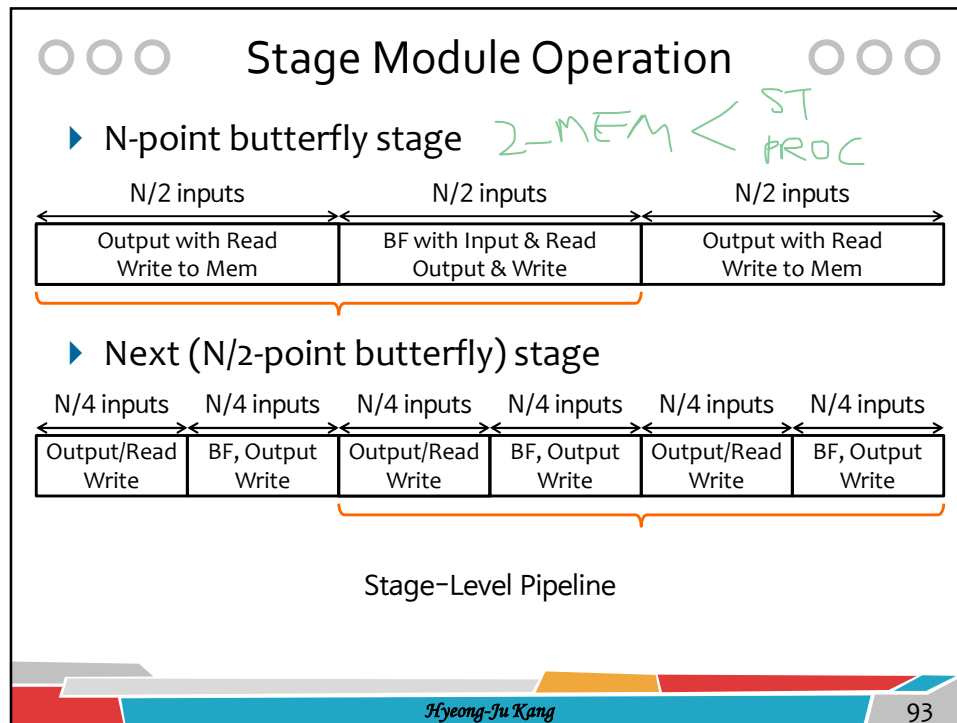 Stage Module Operation
N-point butterfly stage
2-MEM < ST
PROC
N/2 inputs N/2 inputs N/2 inputs
Output with Read BF with Input & Read Output with Read
Write to Mem Output & Write Write to Mem
Next (N/2-point butterfly) stage
N/4 inputs N/4 inputs N/4 inputs N/4 inputs N/4 inputs N/4 inputs
Output/Read BF, Output Output/Read BF, Output Output/Read BF, Output
Write Write Write Write Write Write
Stage-Level Pipeline
Hyeong-Ju Kang
93